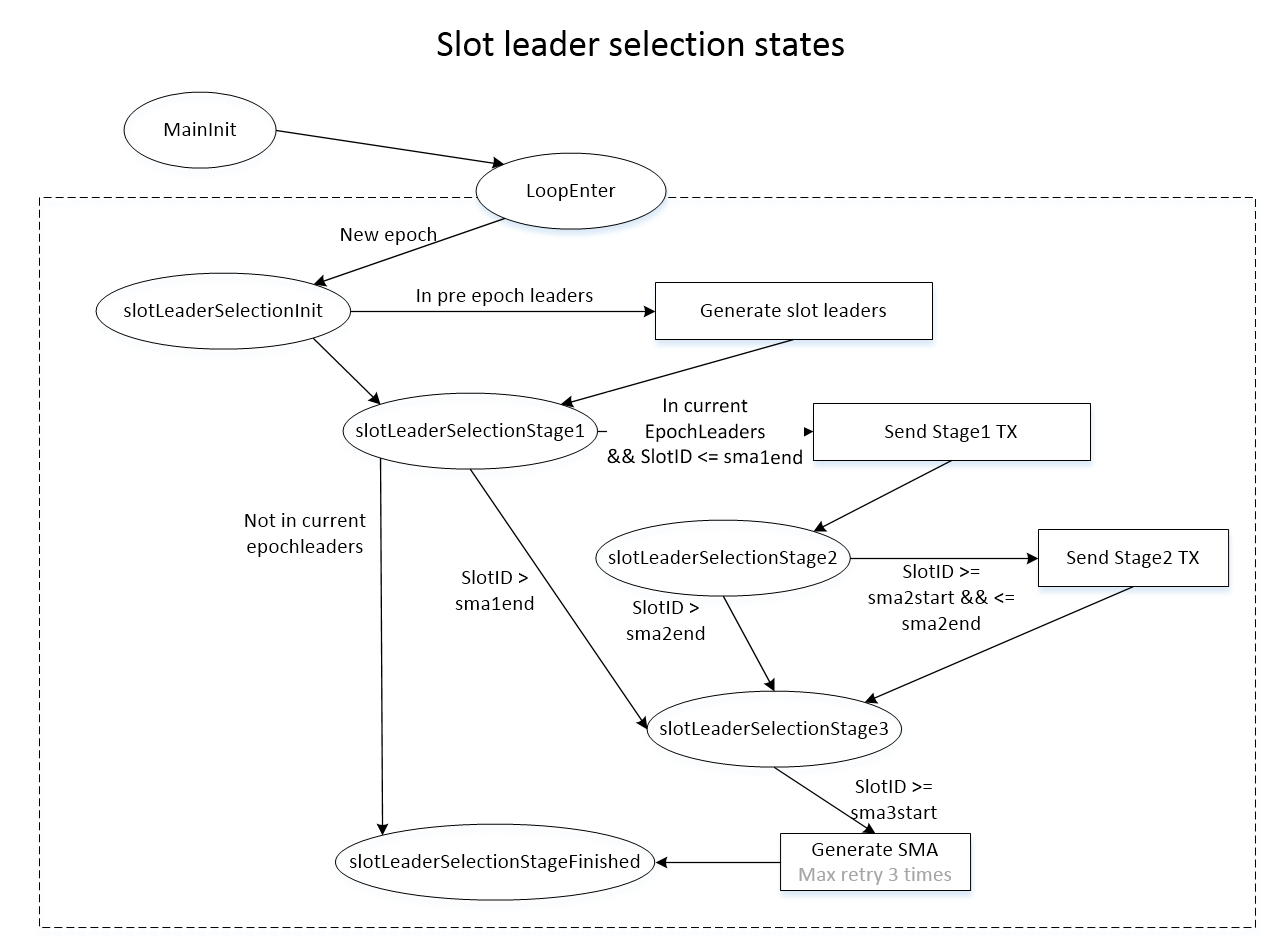 Slot leader selection states
MainInit
LoopEnter
New epoch
slotLeaderSelectionInit
In pre epoch leaders
Generate slot leaders
slotLeaderSelectionStage1
In current
EpochLeaders
&& SlotID <= sma1end
Send Stage1 TX
Not in current
epochleaders
SlotID >
sma1end
slotLeaderSelectionStage2
SlotID >=
sma2start && <=
sma2end
Send Stage2 TX
SlotID >
sma2end
slotLeaderSelectionStage3
SlotID >=
sma3start
Generate SMA
Max retry 3 times
slotLeaderSelectionStageFinished